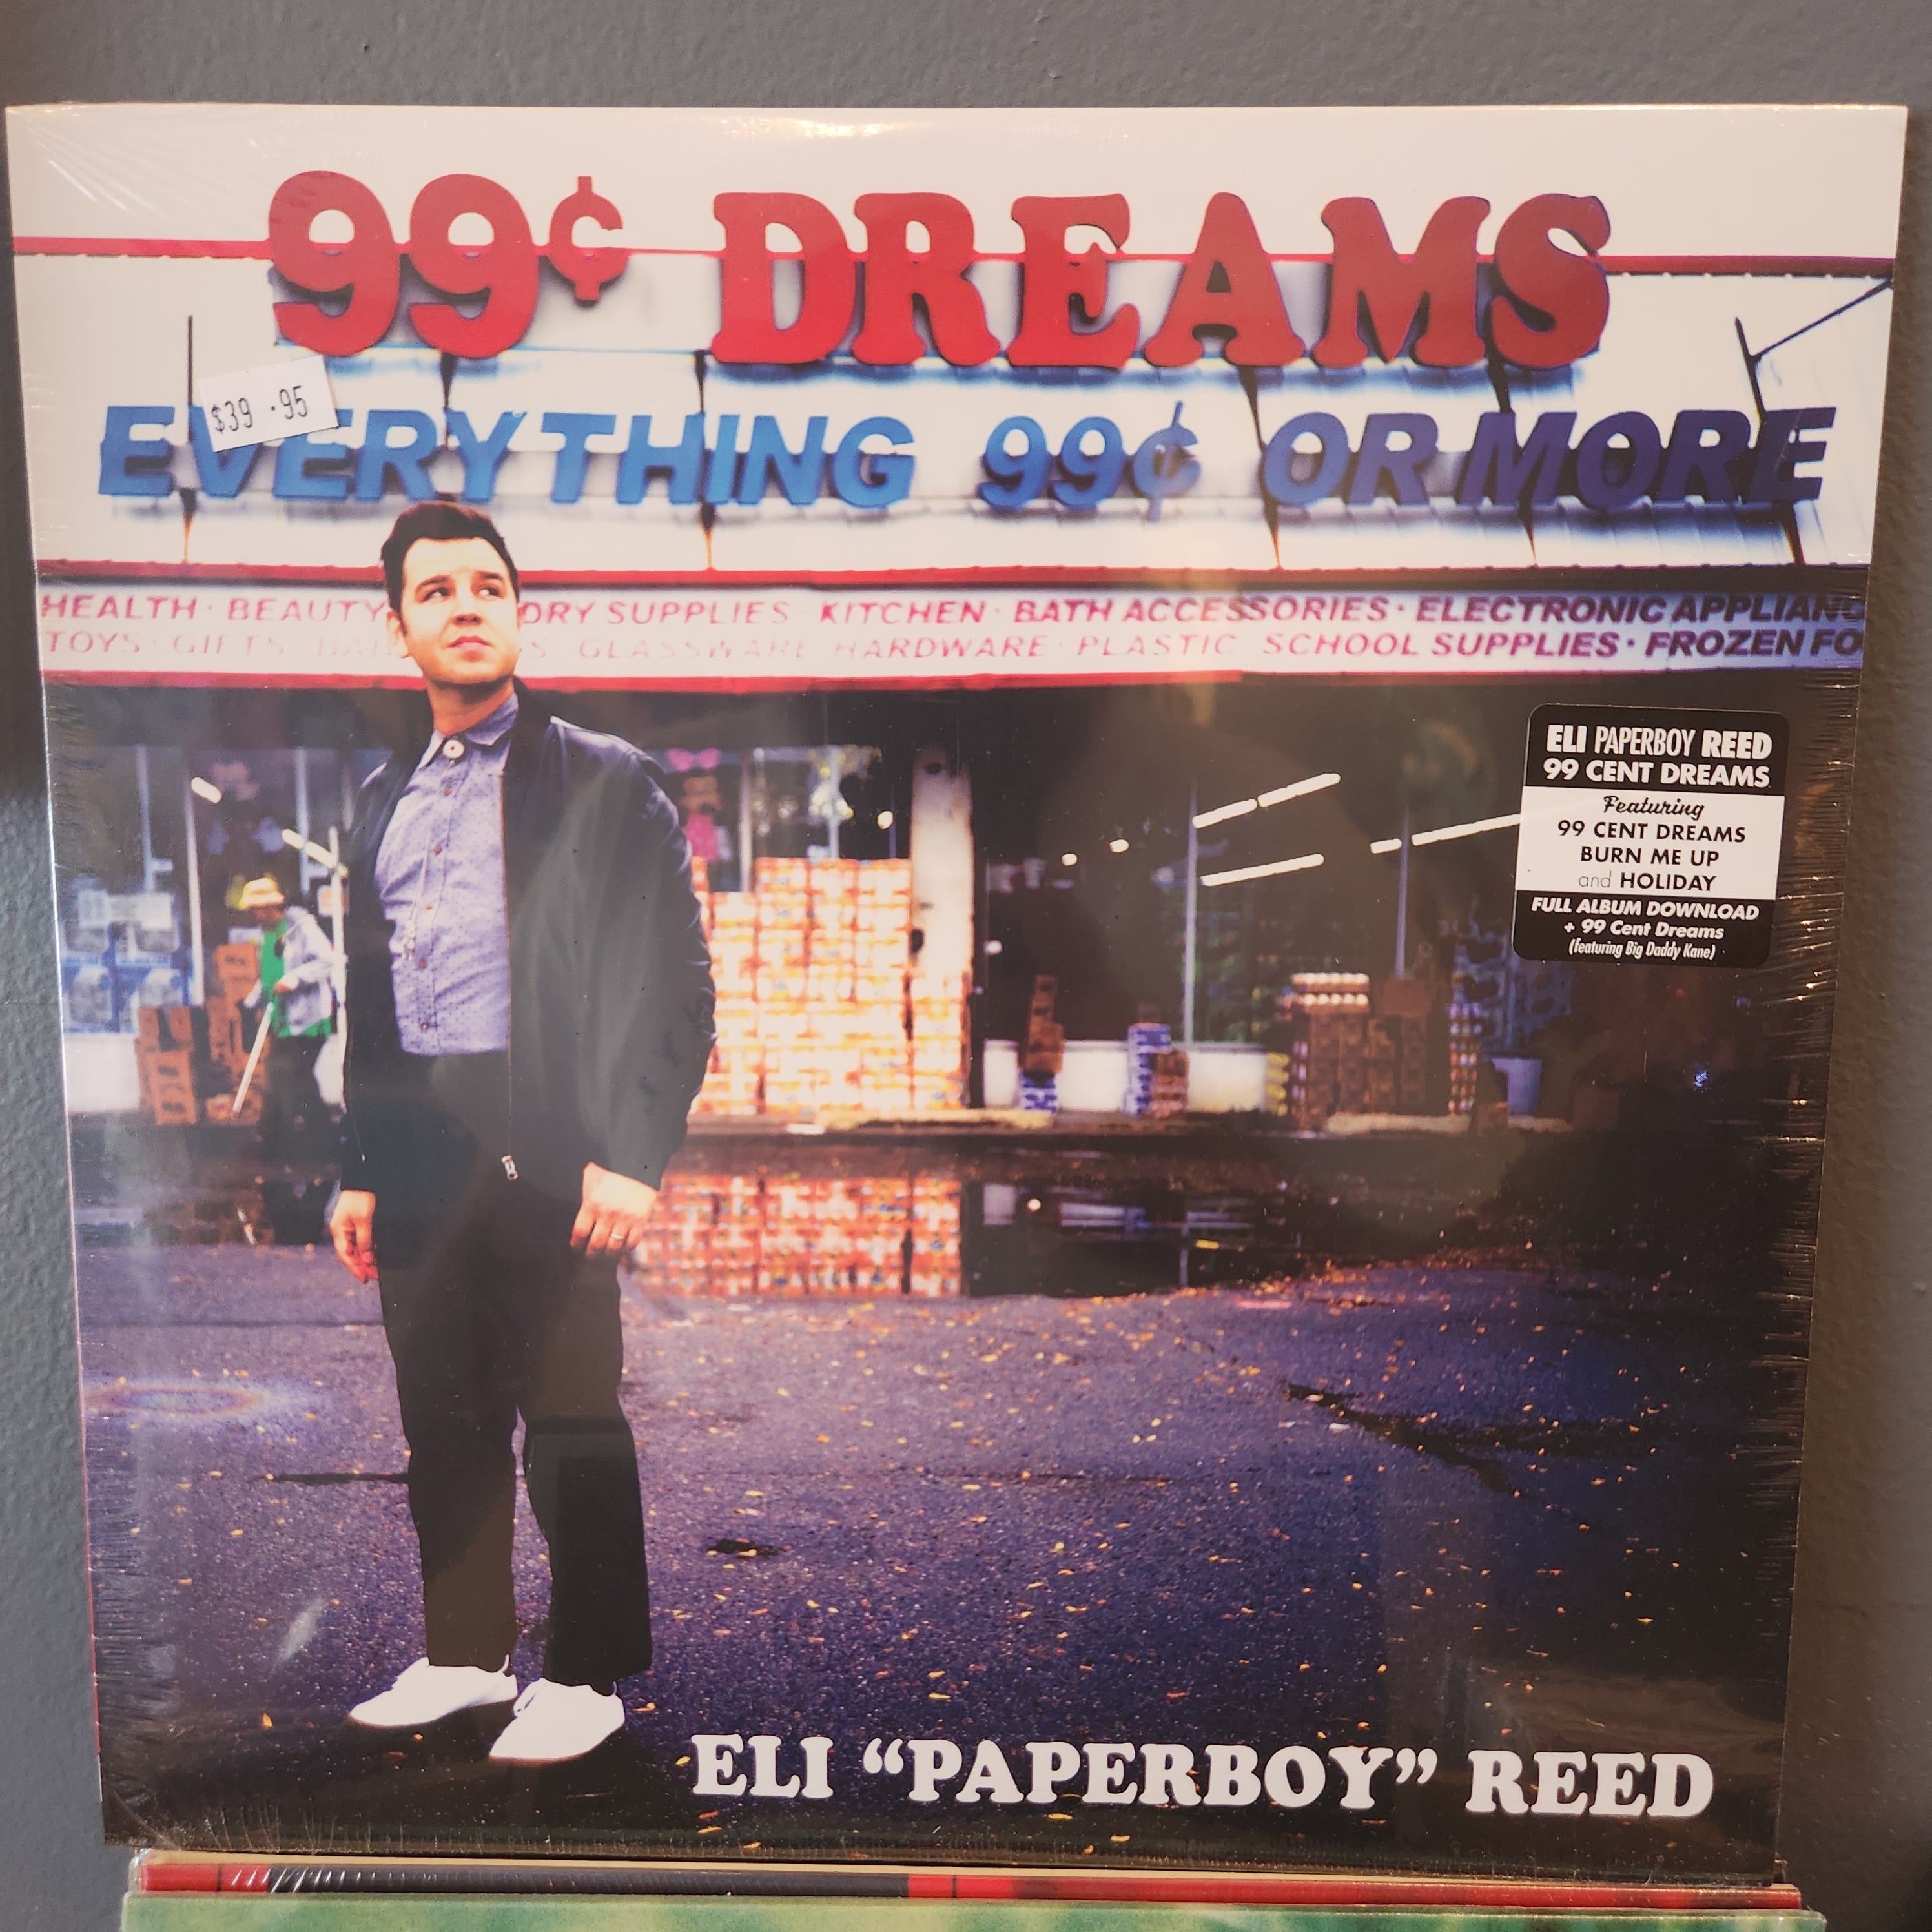 99¢ DREAMS
$39.95
EVERYTHING 99¢ OR MORE
HEALTH · BEAUTY ORY SUPPLIES · KITCHEN · BATH ACCESSORIES · ELECTRONIC APPLIANC
TOYS · GIFTS GLASSWARE HARDWARE · PLASTIC SCHOOL SUPPLIES · FROZEN FO
ELI PAPERBOY REED
99 CENT DREAMS
Featuring
99 CENT DREAMS
BURN ME UP
and HOLIDAY
FULL ALBUM DOWNLOAD
+ 99 Cent Dreams
(featuring Big Daddy Kane)
ELI “PAPERBOY” REED